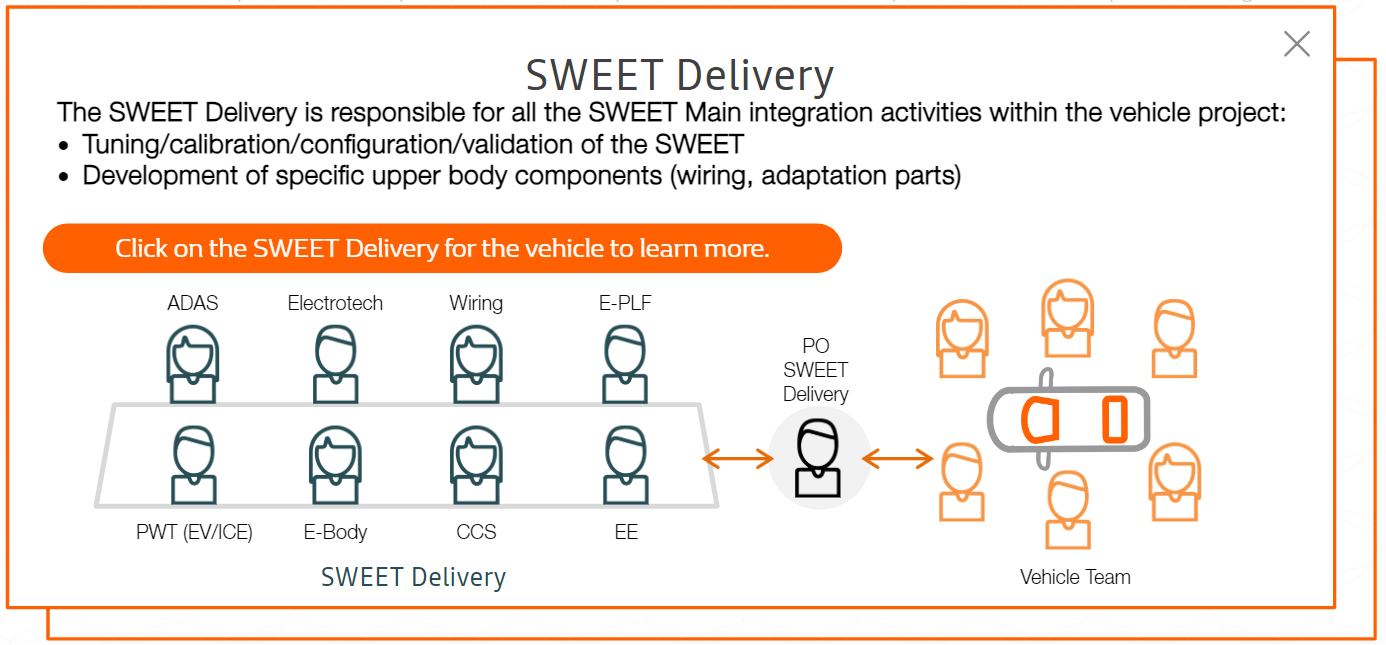 SWEET Delivery
The SWEET Delivery is responsible for all the SWEET Main integration activities within the vehicle project:
• Tuning/calibration/configuration/validation of the SWEET
• Development of specific upper body components (wiring, adaptation parts)
Click on the SWEET Delivery for the vehicle to learn more.
ADAS
Electrotech
Wiring
E-PLF
PWT (EV/ICE)
E-Body
CCS
EE
SWEET Delivery
PO
SWEET
Delivery
Vehicle Team